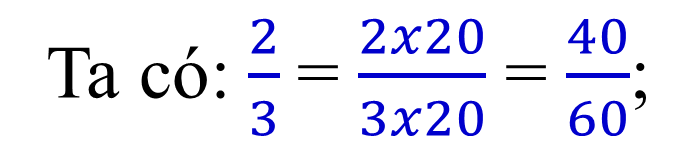 Ta có: 2/3 = 2x20/3x20 = 40/60;